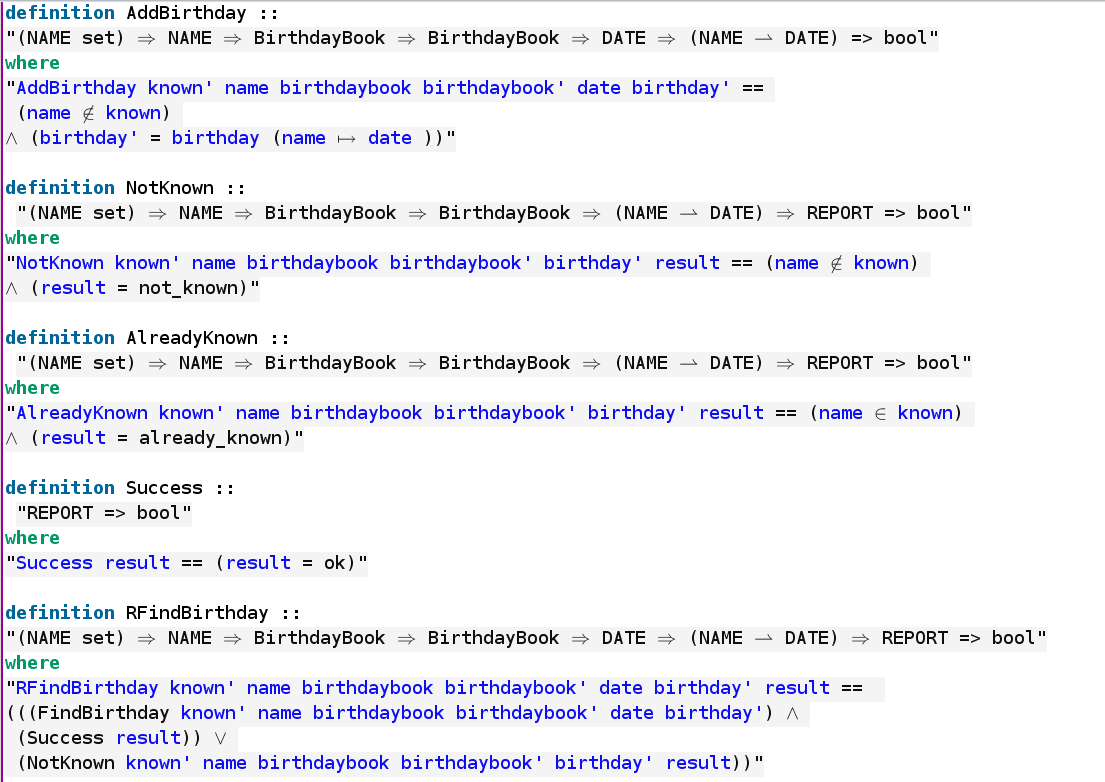 definition AddBirthday ::
"(NAME set) ⇒ NAME ⇒ BirthdayBook ⇒ BirthdayBook ⇒ DATE ⇒ (NAME ⇀ DATE) => bool"
where
"AddBirthday known' name birthdaybook birthdaybook' date birthday' ==
(name ∉ known)
∧ (birthday' = birthday (name ↦ date ))"
definition NotKnown ::
"(NAME set) ⇒ NAME ⇒ BirthdayBook ⇒ BirthdayBook ⇒ (NAME ⇀ DATE) ⇒ REPORT => bool"
where
"NotKnown known' name birthdaybook birthdaybook' birthday' result == (name ∉ known)
∧ (result = not_known)"
definition AlreadyKnown ::
"(NAME set) ⇒ NAME ⇒ BirthdayBook ⇒ BirthdayBook ⇒ (NAME ⇀ DATE) ⇒ REPORT => bool"
where
"AlreadyKnown known' name birthdaybook birthdaybook' birthday' result == (name ∈ known)
∧ (result = already_known)"
definition Success ::
"REPORT => bool"
where
"Success result == (result = ok)"
definition RFindBirthday ::
"(NAME set) ⇒ NAME ⇒ BirthdayBook ⇒ BirthdayBook ⇒ DATE ⇒ (NAME ⇀ DATE) ⇒ REPORT => bool"
where
"RFindBirthday known' name birthdaybook birthdaybook' date birthday' result ==
(((FindBirthday known' name birthdaybook birthdaybook' date birthday') ∧
(Success result)) ∨
(NotKnown known' name birthdaybook birthdaybook' birthday' result))"